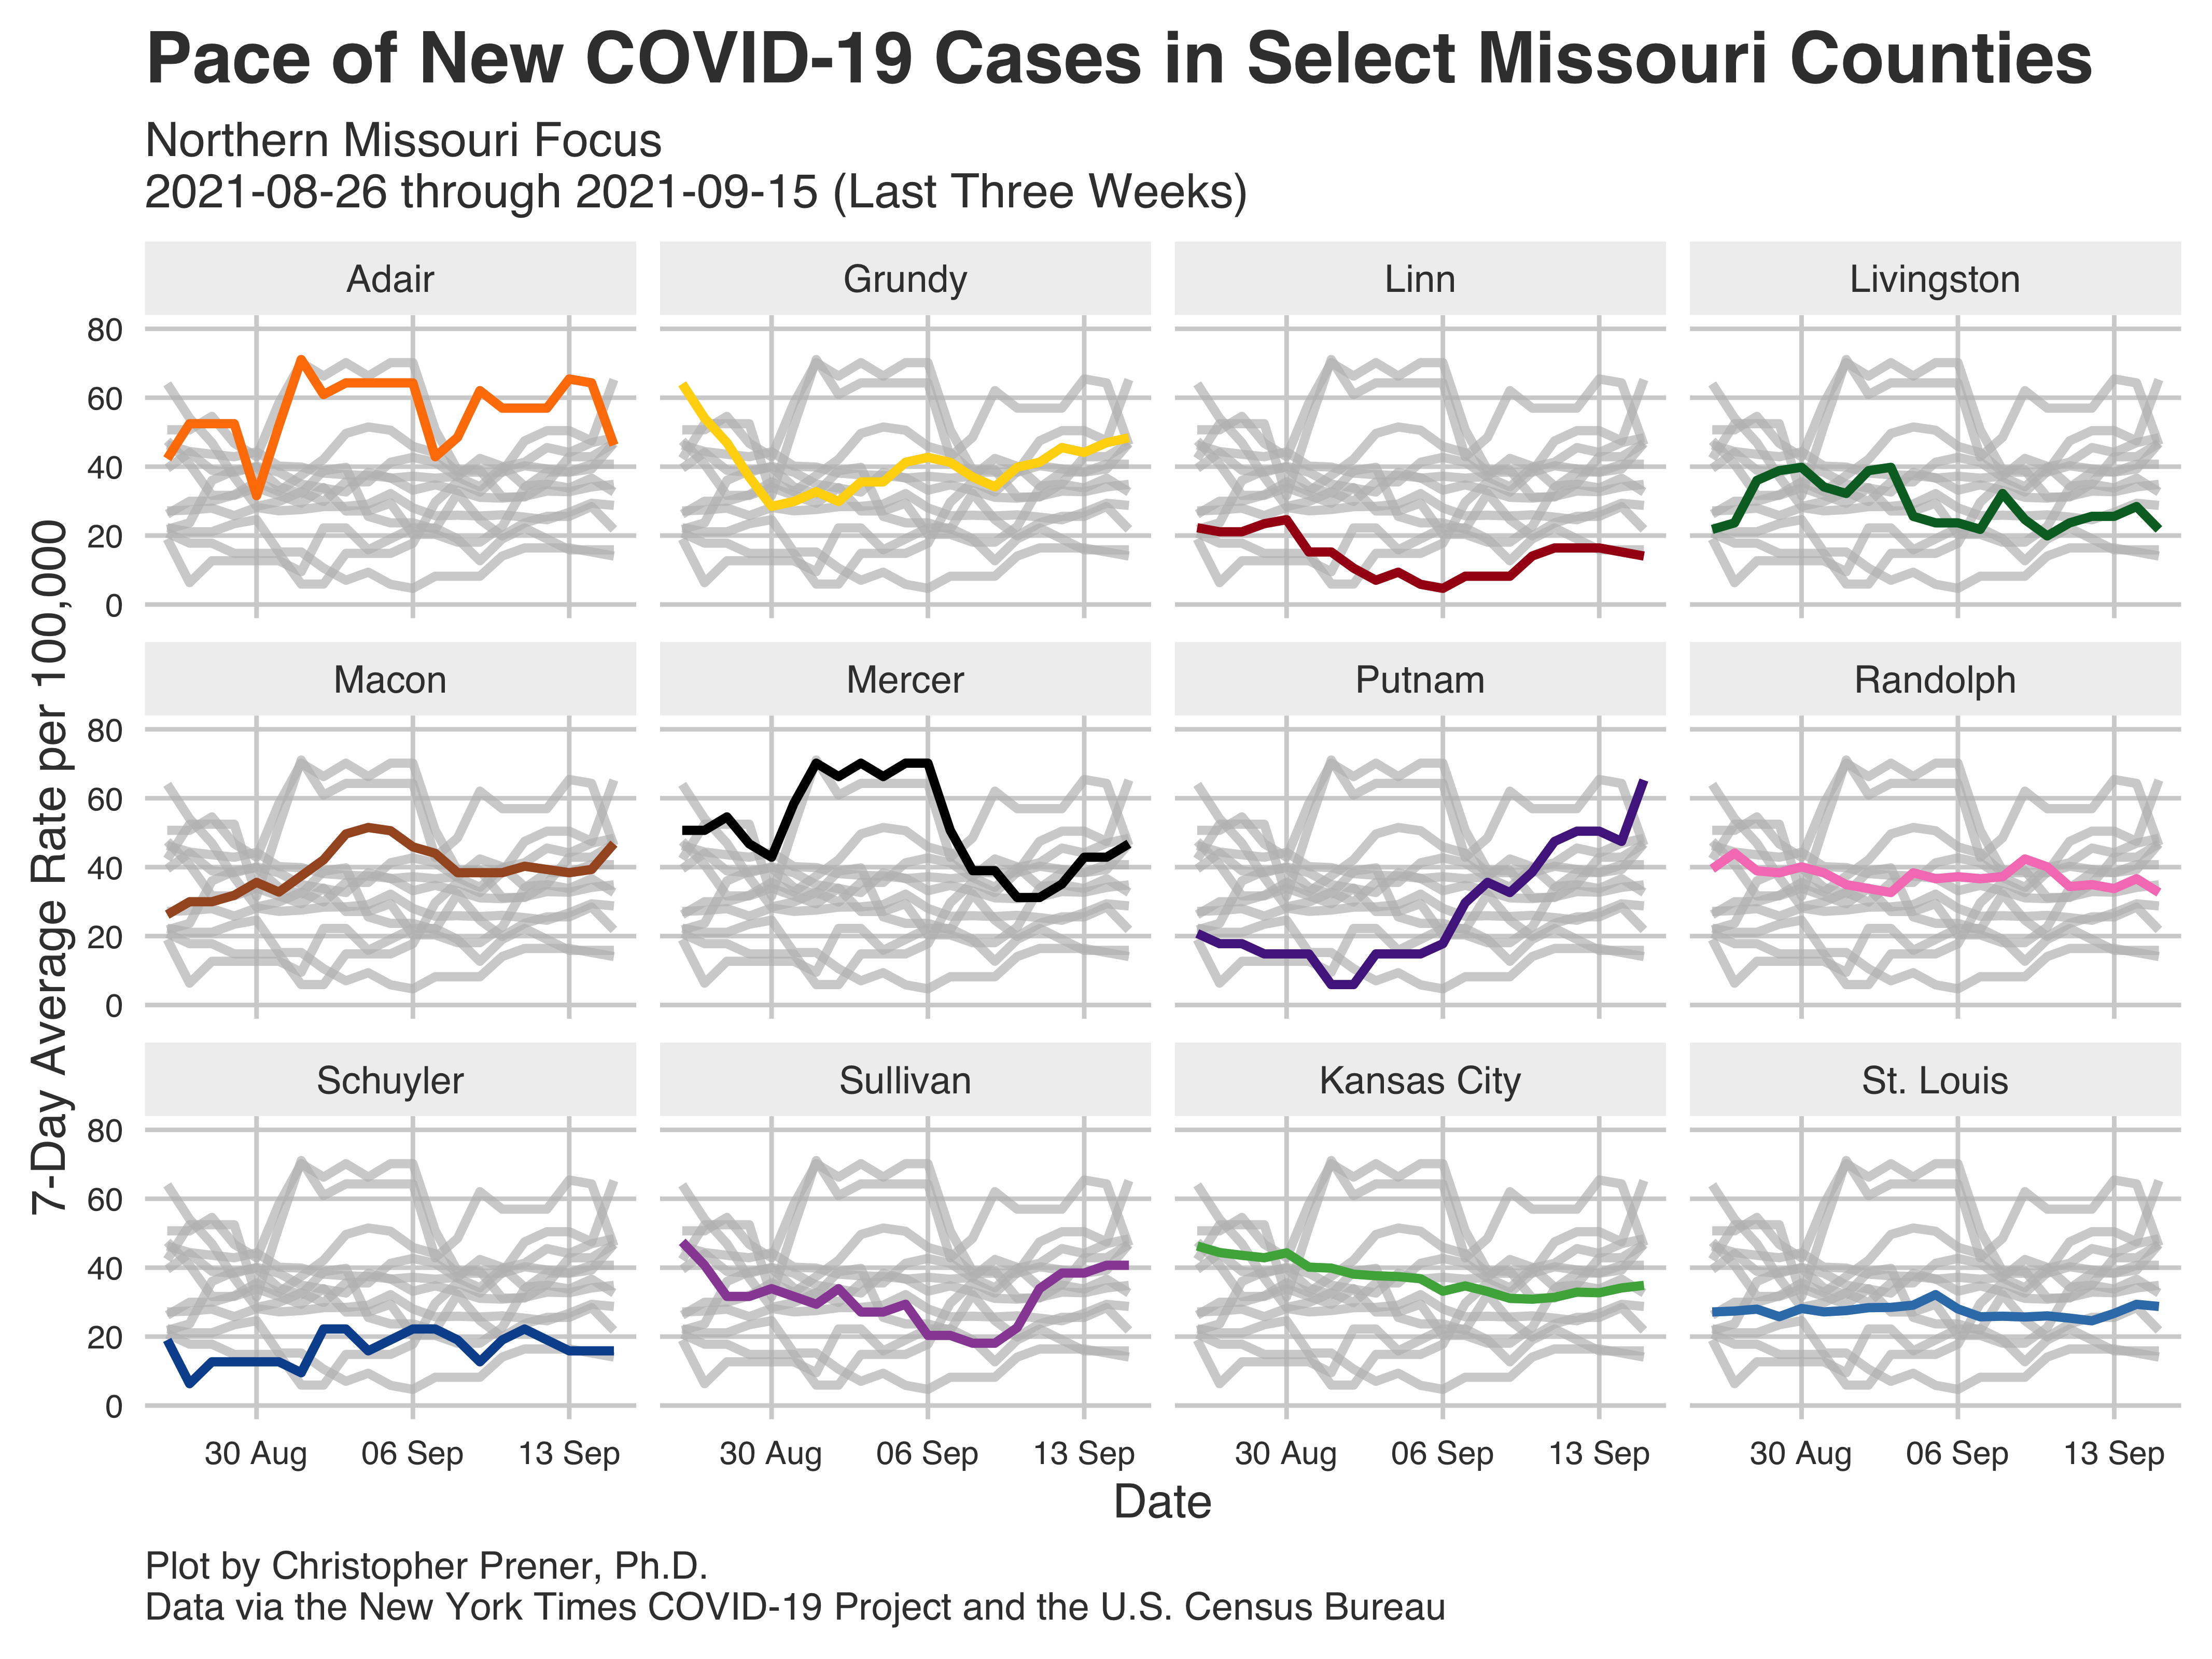 Pace of New COVID-19 Cases in Select Missouri Counties
Northern Missouri Focus
2021-08-26 through 2021-09-15 (Last Three Weeks)
7-Day Average Rate per 100,000
Adair
Grundy
Linn
Livingston
80
60
40
20
0
Macon
Mercer
Putnam
Randolph
80
60
40
20
0
Schuyler
Sullivan
Kansas City
St. Louis
80
60
40
20
0
30 Aug 06 Sep 13 Sep
30 Aug 06 Sep 13 Sep
30 Aug 06 Sep 13 Sep
30 Aug 06 Sep 13 Sep
Date
Plot by Christopher Prener, Ph.D.
Data via the New York Times COVID-19 Project and the U.S. Census Bureau